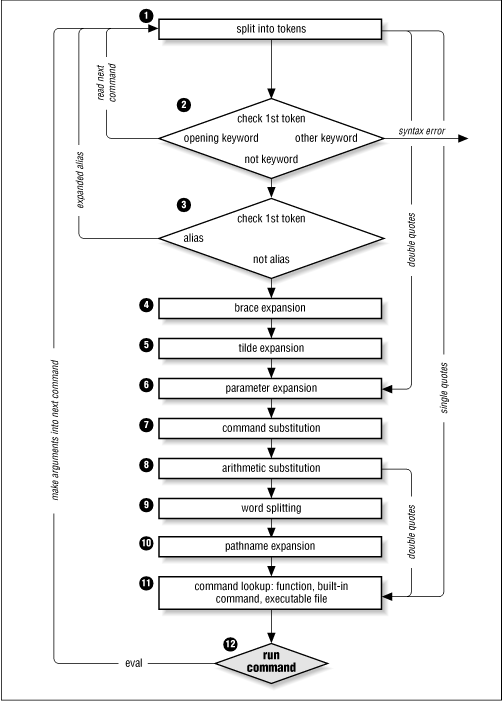 1
split into tokens
read next
command
2
check 1st token
opening keyword
other keyword
not keyword
syntax error
expanded alias
3
check 1st token
alias
not alias
double quotes
4
brace expansion
5
tilde expansion
6
parameter expansion
single quotes
make arguments into next command
7
command substitution
8
arithmetic substitution
9
word splitting
double quotes
10
pathname expansion
11
command lookup: function, built-in
command, executable file
12
run
command
eval